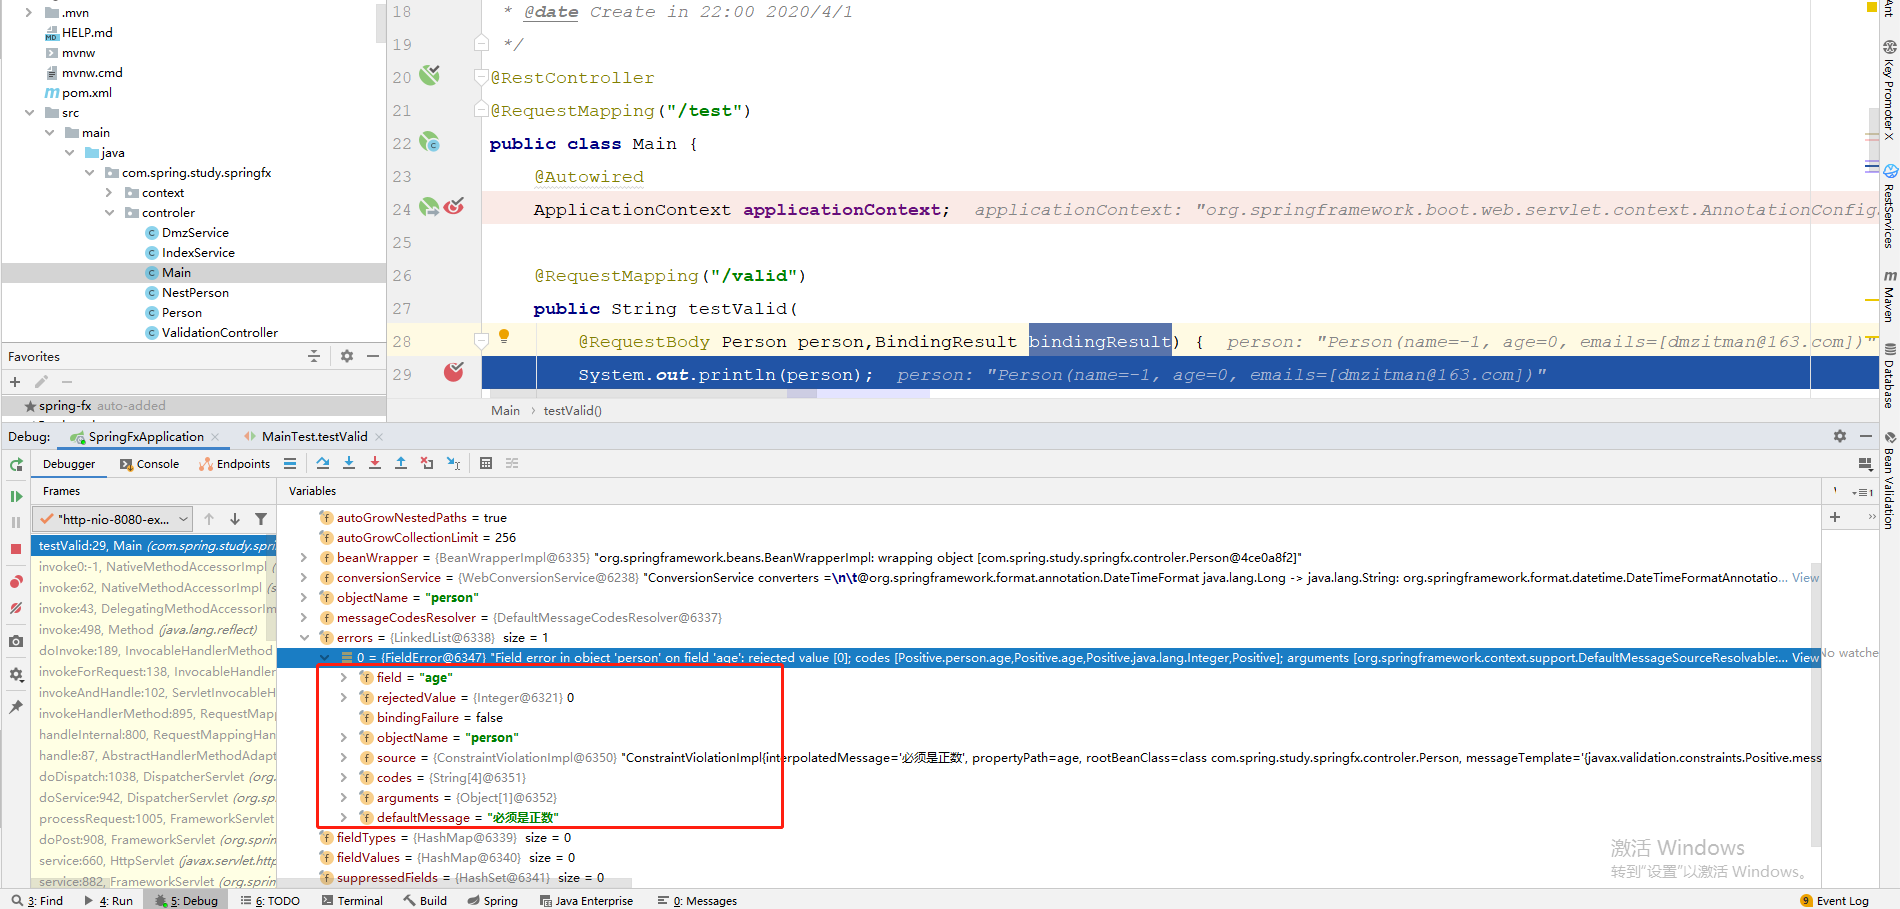 .mvn
HELP.md
mvnw
mvnw.cmd
pom.xml
src
main
java
com.spring.study.springfx
context
controler
DmzService
IndexService
Main
NestPerson
Person
ValidationController
Favorites
spring-fx auto-added
18 * @date Create in 22:00 2020/4/1
19 */
20 @RestController
21 @RequestMapping("/test")
22 public class Main {
23 @Autowired
24 ApplicationContext applicationContext; applicationContext: "org.springframework.boot.web.servlet.context.AnnotationConfig
25
26 @RequestMapping("/valid")
27 public String testValid(
28 @RequestBody Person person,BindingResult bindingResult) { person: "Person(name=-1, age=0, emails=[dmzitman@163.com])"
29 System.out.println(person); person: "Person(name=-1, age=0, emails=[dmzitman@163.com])"
Main › testValid()
Ant
Key Promoter X
RestServices
Maven
Database
Bean Validation
Debug: SpringFxApplication × MainTest.testValid ×
Debugger Console Endpoints
Frames
"http-nio-8080-ex...
testValid:29, Main (com.spring.study.spri
invoke0:-1, NativeMethodAccessorImpl (
invoke:62, NativeMethodAccessorImpl (s
invoke:43, DelegatingMethodAccessorIm
invoke:498, Method (java.lang.reflect)
doInvoke:189, InvocableHandlerMethod
invokeForRequest:138, InvocableHandler
invokeAndHandle:102, ServletInvocableH
invokeHandlerMethod:895, RequestMapp
handleInternal:800, RequestMappingHan
handle:87, AbstractHandlerMethodAdapt
doDispatch:1038, DispatcherServlet (org.
doService:942, DispatcherServlet (org.sp
processRequest:1005, FrameworkServlet
doPost:908, FrameworkServlet (org.sprin
service:660, HttpServlet (javax.servlet.http
service:882, FrameworkServlet (org.sprin
Variables
autoGrowNestedPaths = true
autoGrowCollectionLimit = 256
beanWrapper = {BeanWrapperImpl@6335} "org.springframework.beans.BeanWrapperImpl: wrapping object [com.spring.study.springfx.controler.Person@4ce0a8f2]"
conversionService = {WebConversionService@6238} "ConversionService converters =\n\t@org.springframework.format.annotation.DateTimeFormat java.lang.Long -> java.lang.String: org.springframework.format.datetime.DateTimeFormatAnnotatio... View
objectName = "person"
messageCodesResolver = {DefaultMessageCodesResolver@6337}
errors = {LinkedList@6338} size = 1
0 = {FieldError@6347} "Field error in object 'person' on field 'age': rejected value [0]; codes [Positive.person.age,Positive.age,Positive.java.lang.Integer,Positive]; arguments [org.springframework.context.support.DefaultMessageSourceResolvable:... View
field = "age"
rejectedValue = {Integer@6321} 0
bindingFailure = false
objectName = "person"
source = {ConstraintViolationImpl@6350} "ConstraintViolationImpl{interpolatedMessage='必须是正数', propertyPath=age, rootBeanClass=class com.spring.study.springfx.controler.Person, messageTemplate='{javax.validation.constraints.Positive.mess
codes = {String[4]@6351}
arguments = {Object[1]@6352}
defaultMessage = "必须是正数"
fieldTypes = {HashMap@6339} size = 0
fieldValues = {HashMap@6340} size = 0
suppressedFields = {HashSet@6341} size = 0
No watche
激活 Windows
转到"设置"以激活 Windows。
3: Find 4: Run 5: Debug 6: TODO Terminal Build Spring Java Enterprise 0: Messages 9 Event Log